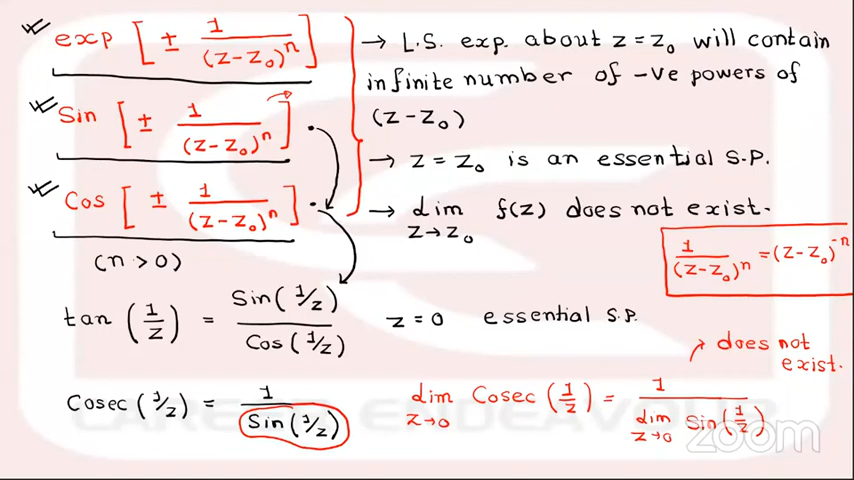 exp [ ± 1/(z-z₀)ⁿ ]
Sin [ ± 1/(z-z₀)ⁿ ]
Cos [ ± 1/(z-z₀)ⁿ ]
(n > 0)
→ L.S. exp. about z = z₀ will contain
infinite number of -ve powers of
(z-z₀)
→ z = z₀ is an essential S.P.
→ lim z→z₀ f(z) does not exist.
1/(z-z₀)ⁿ = (z-z₀)⁻ⁿ
tan (1/z) = Sin(1/z)/Cos(1/z) z = 0 essential S.P.
does not
exist.
Cosec (1/z) = 1/Sin(1/z) lim z→0 Cosec (1/z) = 1/lim z→0 Sin(1/z)
CAREER ENDEAVOUR
zoom